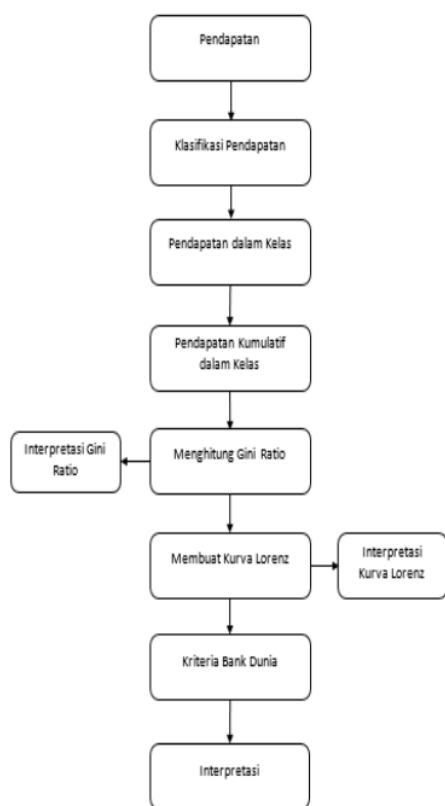 Pendapatan
Klasifikasi Pendapatan
Pendapatan dalam Kelas
Pendapatan Kumulatif
dalam Kelas
Interpretasi Gini
Ratio
Menghitung Gini Ratio
Membuat Kurva Lorenz
Interpretasi
Kurva Lorenz
Kriteria Bank Dunia
Interpretasi